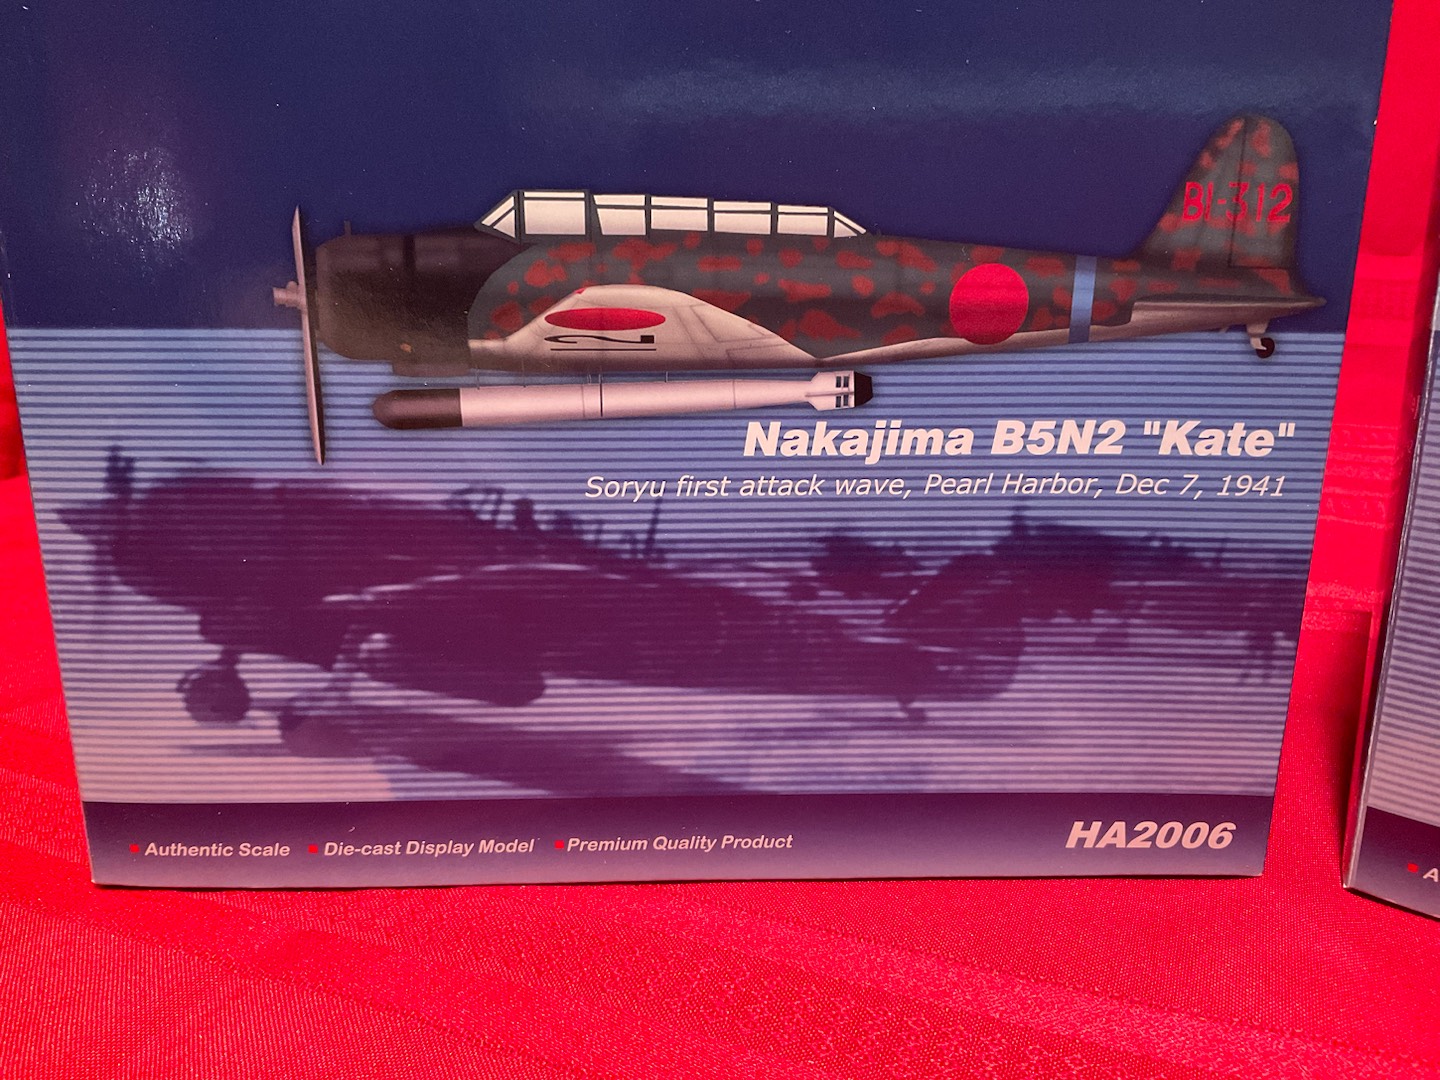 BI-312
Nakajima B5N2 "Kate"
Soryu first attack wave, Pearl Harbor, Dec 7, 1941
Authentic Scale
Die-cast Display Model
Premium Quality Product
HA2006
A